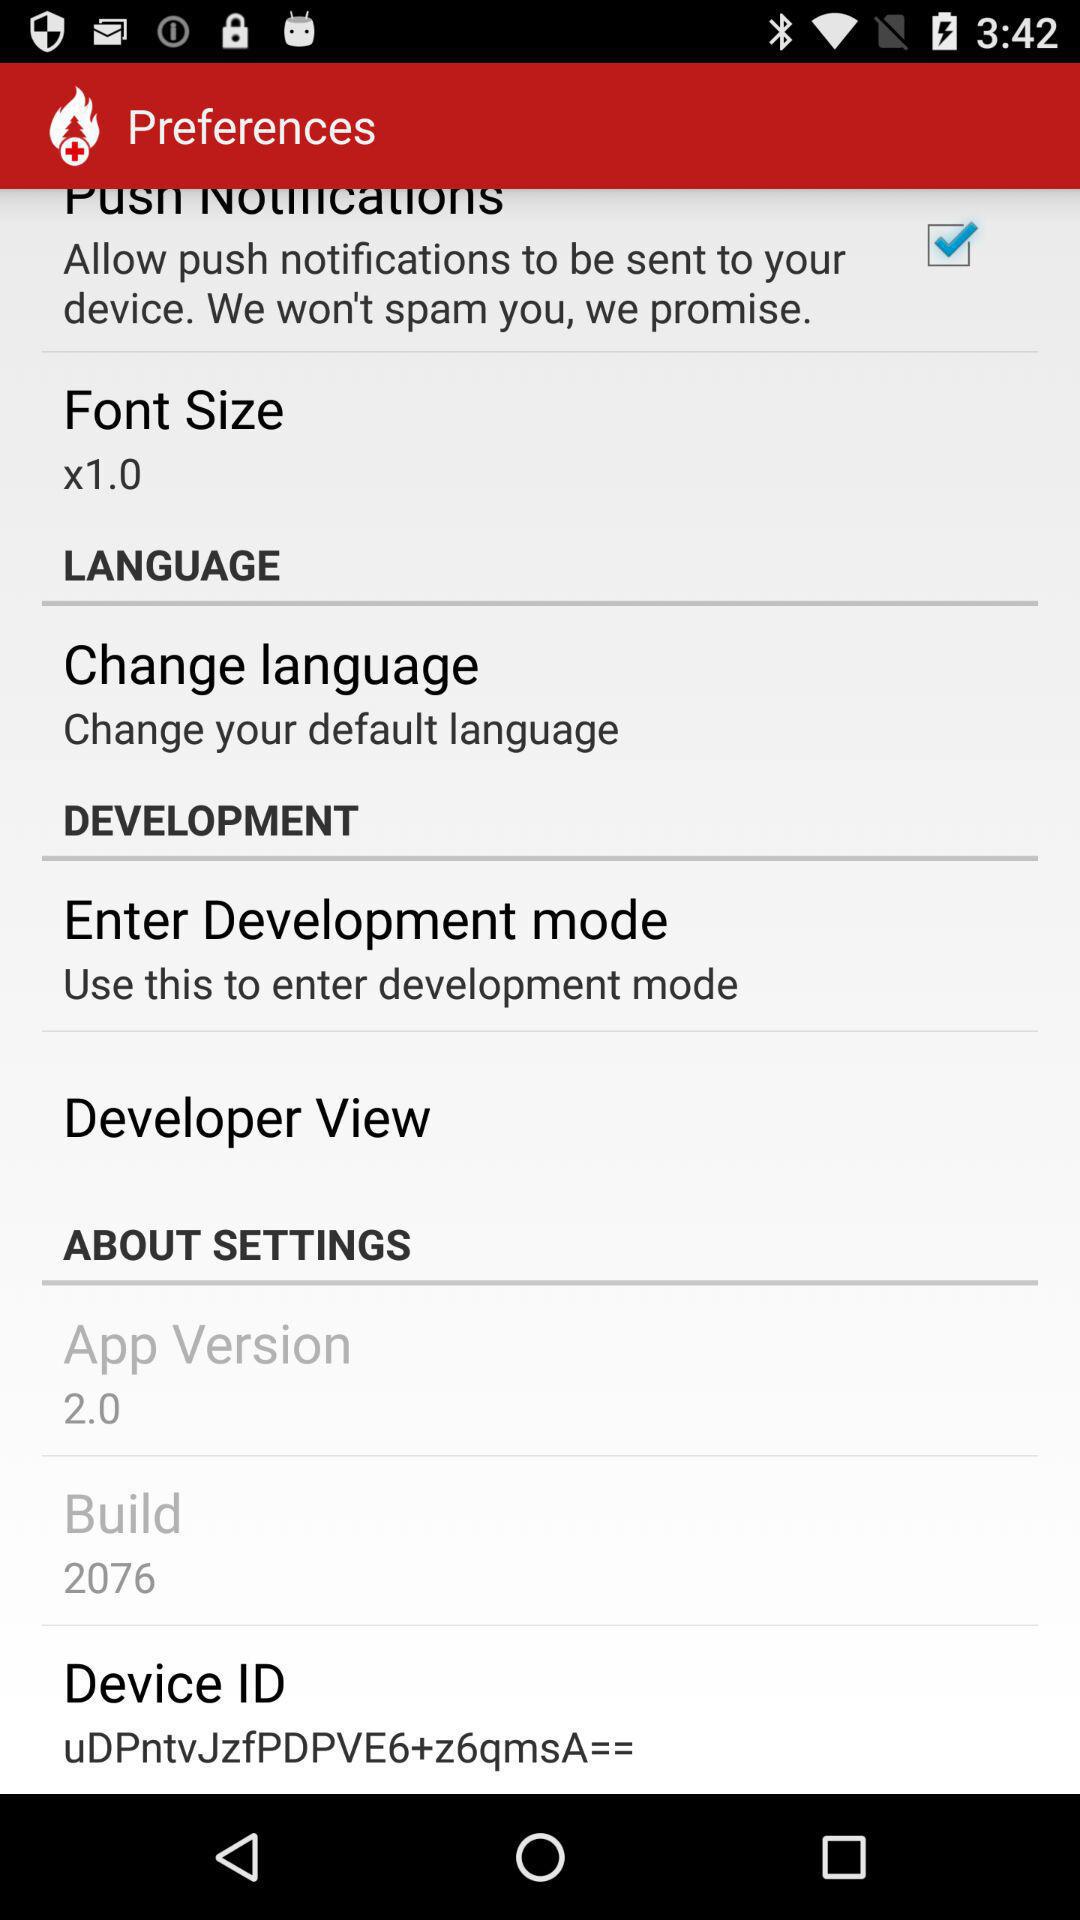 3:42
Preferences
Push Notifications
Allow push notifications to be sent to your
device. We won't spam you, we promise.
Font Size
x1.0
LANGUAGE
Change language
Change your default language
DEVELOPMENT
Enter Development mode
Use this to enter development mode
Developer View
ABOUT SETTINGS
App Version
2.0
Build
2076
Device ID
uDPntvJzfPDPVE6+z6qmsA==